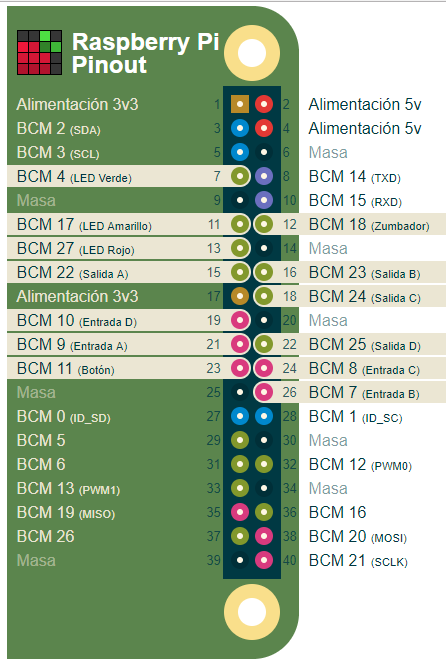 Raspberry Pi
Pinout
Alimentación 3v3 1 2 Alimentación 5v
BCM 2 (SDA) 3 4 Alimentación 5v
BCM 3 (SCL) 5 6 Masa
BCM 4 (LED Verde) 7 8 BCM 14 (TXD)
Masa 9 10 BCM 15 (RXD)
BCM 17 (LED Amarillo) 11 12 BCM 18 (Zumbador)
BCM 27 (LED Rojo) 13 14 Masa
BCM 22 (Salida A) 15 16 BCM 23 (Salida B)
Alimentación 3v3 17 18 BCM 24 (Salida C)
BCM 10 (Entrada D) 19 20 Masa
BCM 9 (Entrada A) 21 22 BCM 25 (Salida D)
BCM 11 (Botón) 23 24 BCM 8 (Entrada C)
Masa 25 26 BCM 7 (Entrada B)
BCM 0 (ID_SD) 27 28 BCM 1 (ID_SC)
BCM 5 29 30 Masa
BCM 6 31 32 BCM 12 (PWM0)
BCM 13 (PWM1) 33 34 Masa
BCM 19 (MISO) 35 36 BCM 16
BCM 26 37 38 BCM 20 (MOSI)
Masa 39 40 BCM 21 (SCLK)